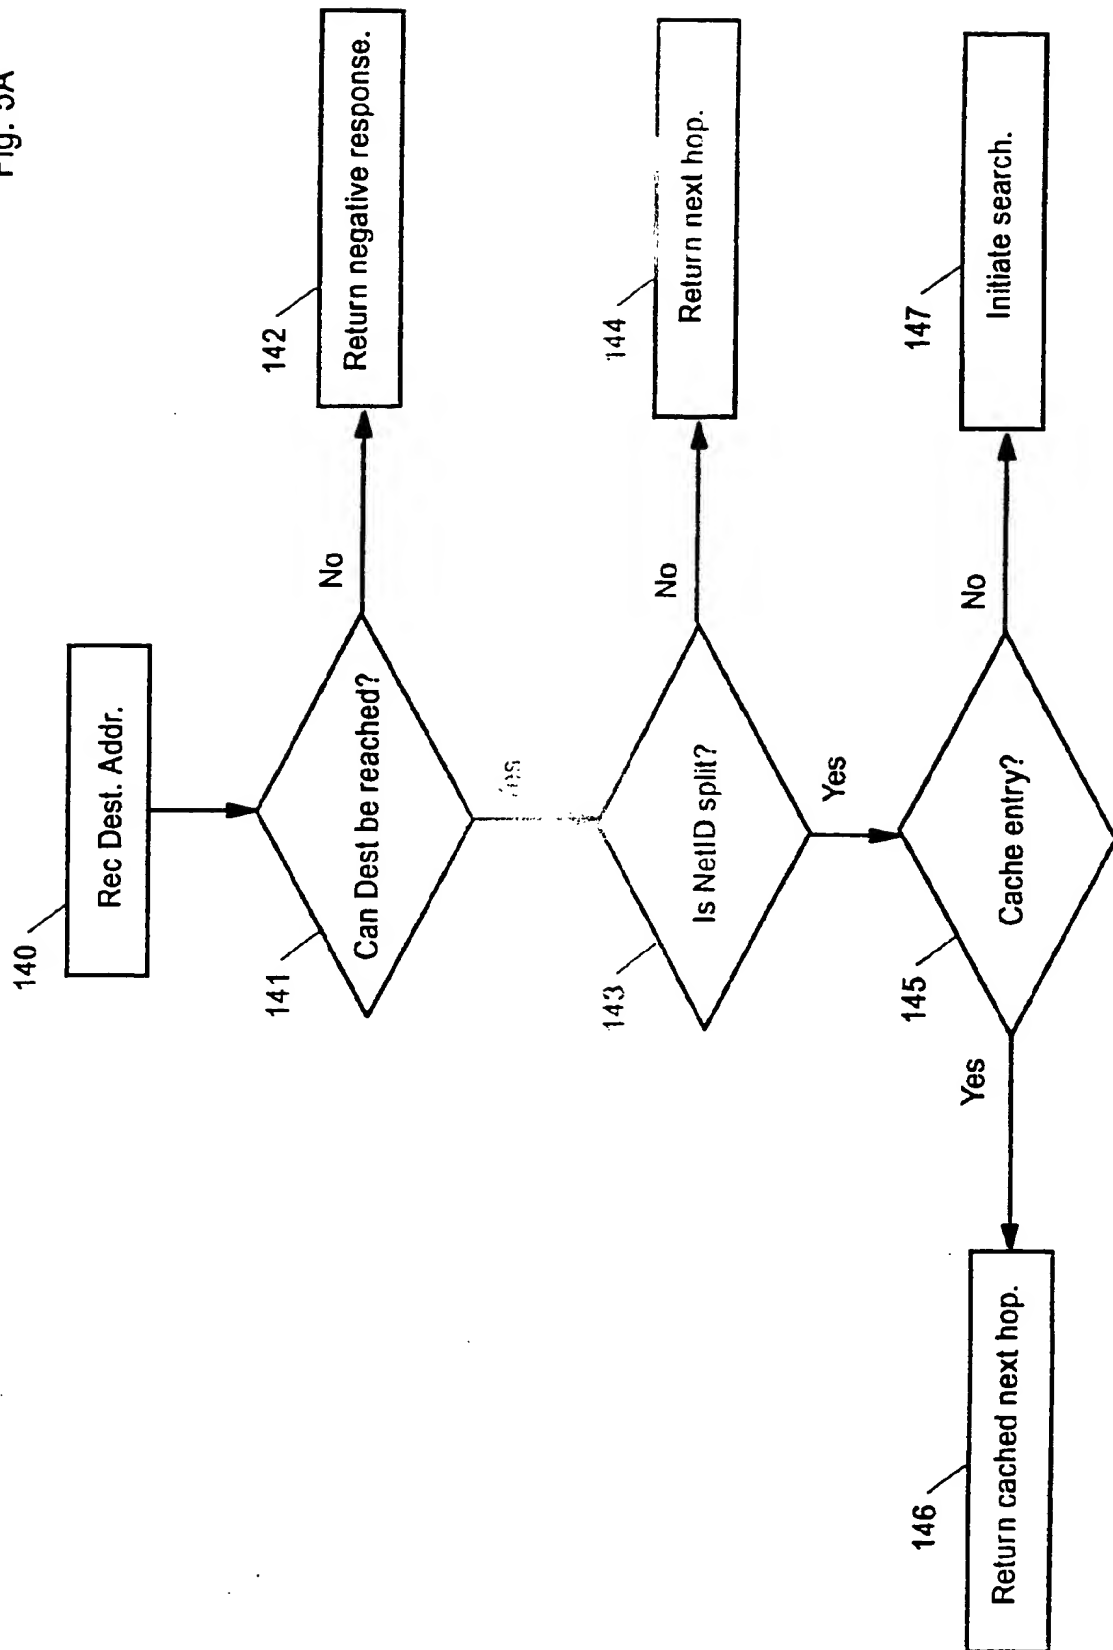 Fig. 5A
140
Rec Dest. Addr.
141
Can Dest be reached?
No
142
Return negative response.
Yes
143
Is NetID split?
No
144
Return next hop.
Yes
145
Cache entry?
No
147
Initiate search.
Yes
146
Return cached next hop.